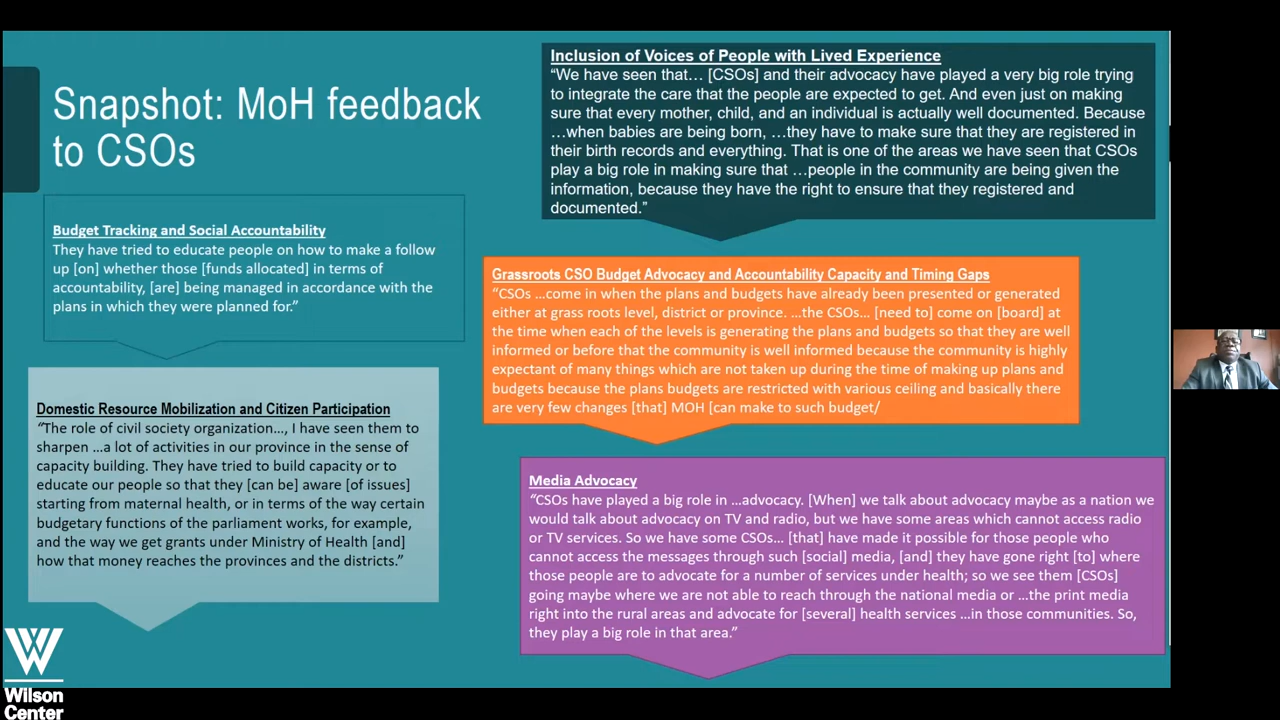 Snapshot: MoH feedback
to CSOs
Budget Tracking and Social Accountability
They have tried to educate people on how to make a follow
up [on] whether those [funds allocated] in terms of
accountability, [are] being managed in accordance with the
plans in which they were planned for.”
Domestic Resource Mobilization and Citizen Participation
“The role of civil society organization…, I have seen them to
sharpen …a lot of activities in our province in the sense of
capacity building. They have tried to build capacity or to
educate our people so that they [can be] aware [of issues]
starting from maternal health, or in terms of the way certain
budgetary functions of the parliament works, for example,
and the way we get grants under Ministry of Health [and]
how that money reaches the provinces and the districts.”
Inclusion of Voices of People with Lived Experience
“We have seen that… [CSOs] and their advocacy have played a very big role trying
to integrate the care that the people are expected to get. And even just on making
sure that every mother, child, and an individual is actually well documented. Because
…when babies are being born, …they have to make sure that they are registered in
their birth records and everything. That is one of the areas we have seen that CSOs
play a big role in making sure that …people in the community are being given the
information, because they have the right to ensure that they registered and
documented.”
Grassroots CSO Budget Advocacy and Accountability Capacity and Timing Gaps
“CSOs …come in when the plans and budgets have already been presented or generated
either at grass roots level, district or province. …the CSOs… [need to] come on [board] at
the time when each of the levels is generating the plans and budgets so that they are well
informed or before that the community is well informed because the community is highly
expectant of many things which are not taken up during the time of making up plans and
budgets because the plans budgets are restricted with various ceiling and basically there
are very few changes [that] MOH [can make to such budget/
Media Advocacy
“CSOs have played a big role in …advocacy. [When] we talk about advocacy maybe as a nation we
would talk about advocacy on TV and radio, but we have some areas which cannot access radio
or TV services. So we have some CSOs… [that] have made it possible for those people who
cannot access the messages through such [social] media, [and] they have gone right [to] where
those people are to advocate for a number of services under health; so we see them [CSOs]
going maybe where we are not able to reach through the national media or …the print media
right into the rural areas and advocate for [several] health services …in those communities. So,
they play a big role in that area.”
Wilson
Center